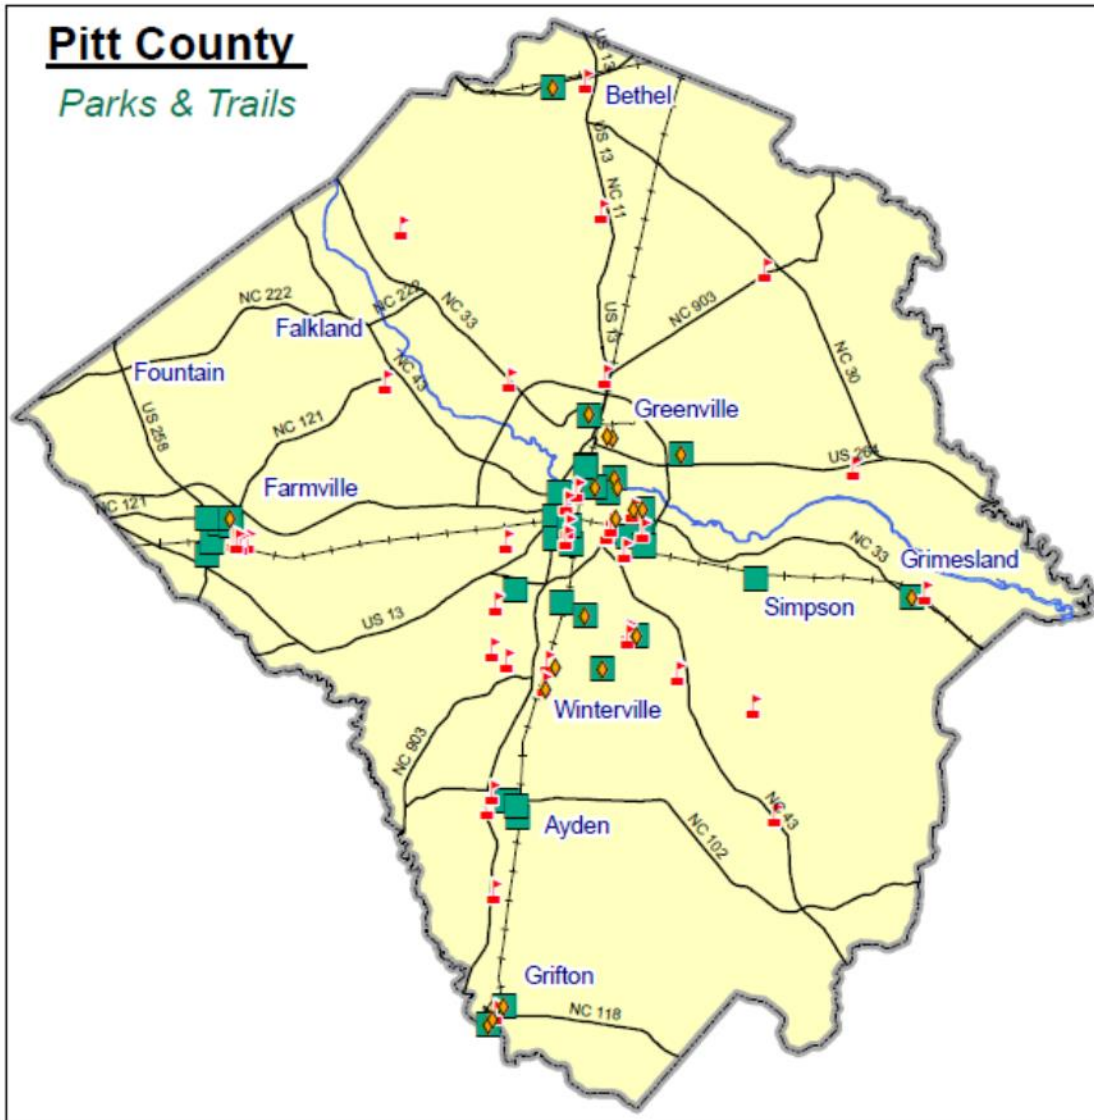 Pitt County
Parks & Trails
US 13
Bethel
US 13
NC 11
NC 222
NC 222
NC 33
US 13
NC 903
Falkland
Fountain
NC 43
NC 30
US 258
NC 121
Greenville
US 264
Farmville
NC 121
NC 33
Grimesland
Simpson
US 13
Winterville
NC 903
Ayden
NC 43
NC 102
Grifton
NC 118